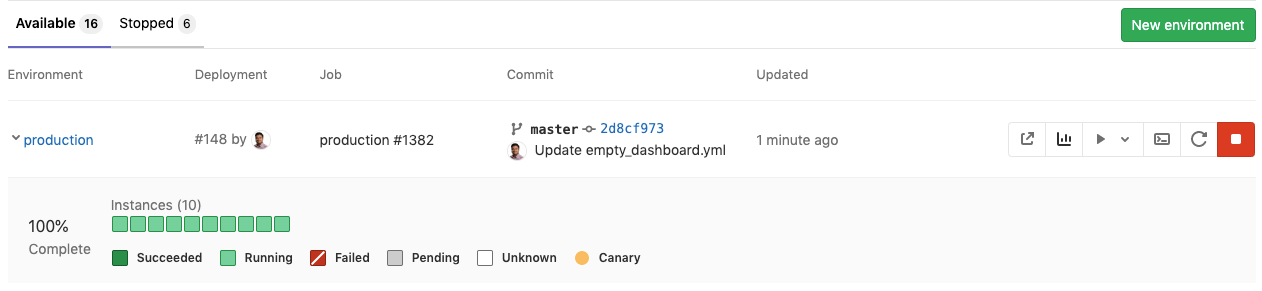 Available 16 Stopped 6 New environment
Environment Deployment Job Commit Updated
production #148 by production #1382 master 2d8cf973 1 minute ago
Update empty_dashboard.yml
Instances (10)
100%
Complete
Succeeded Running Failed Pending Unknown Canary